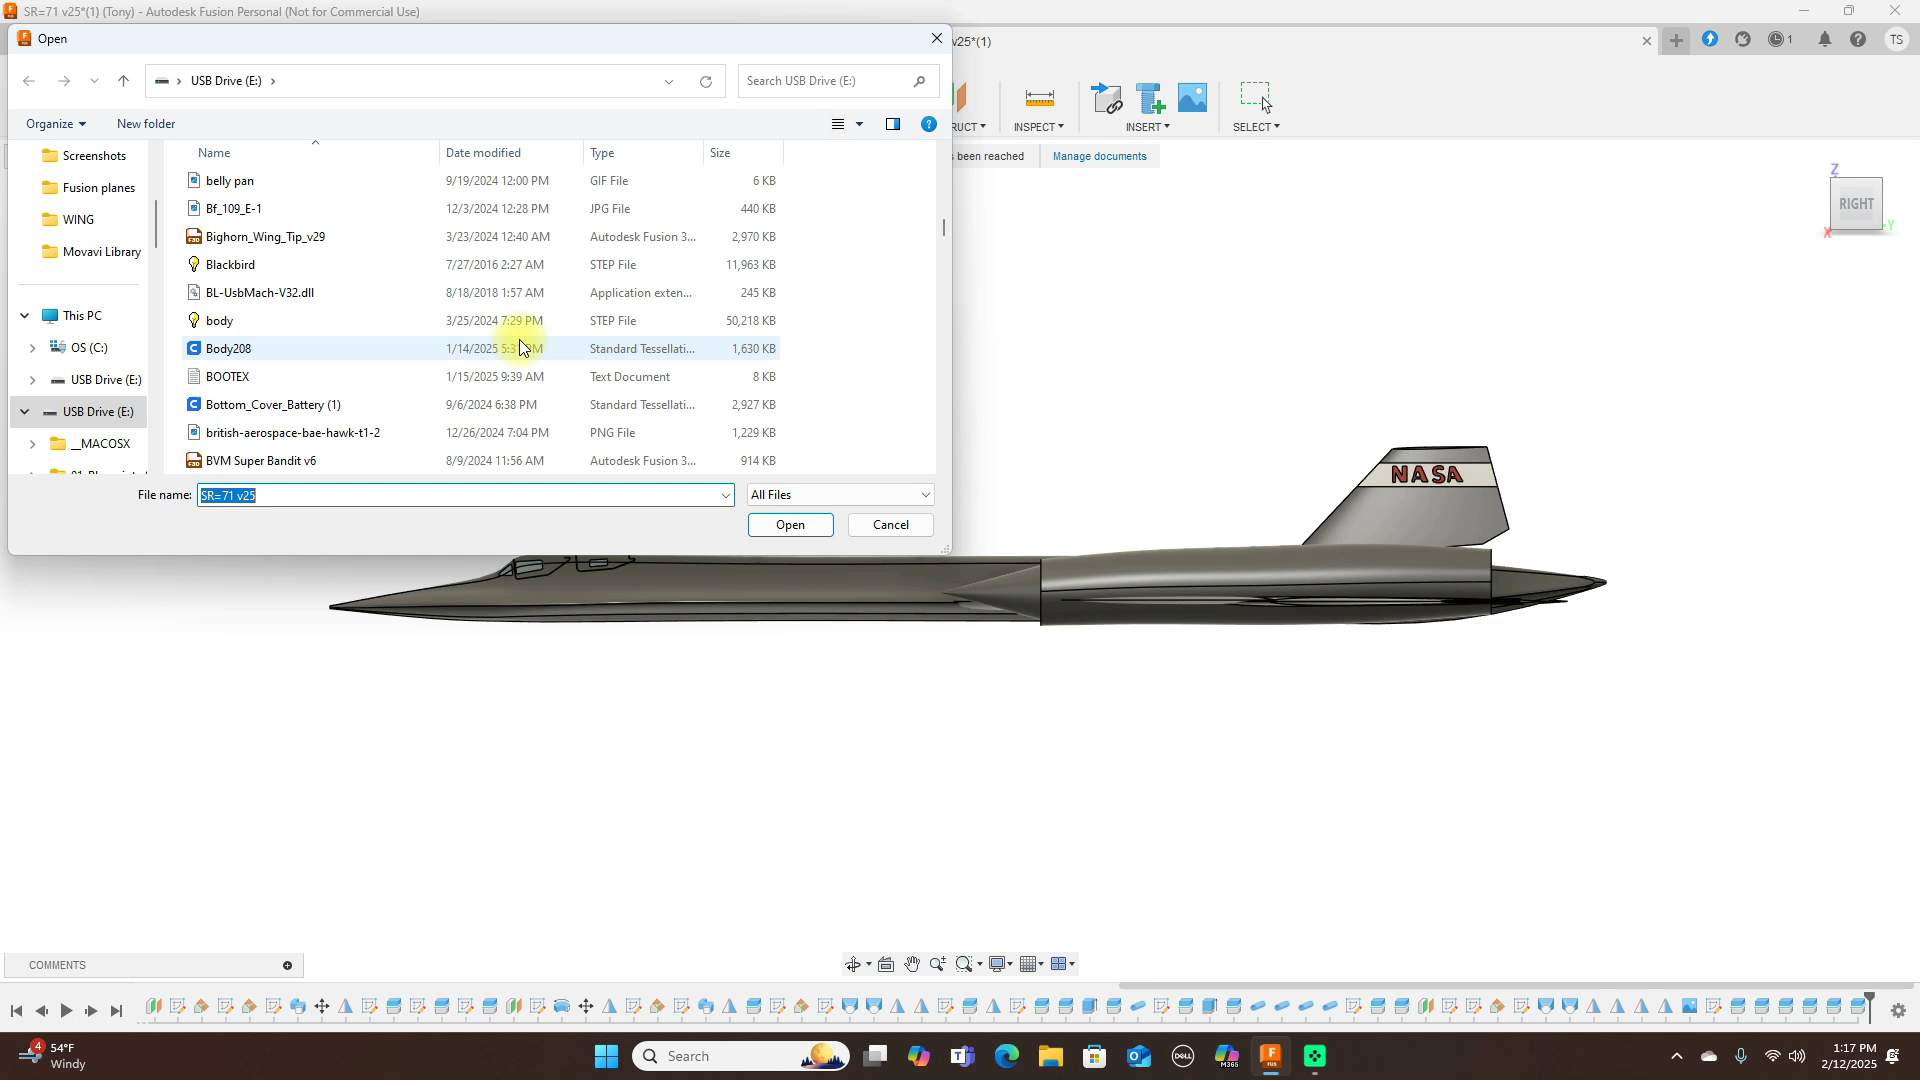 SR=71 v25*(1) (Tony) - Autodesk Fusion Personal (Not for Commercial Use)
Open
v25*(1)
1
TS
USB Drive (E:)
Search USB Drive (E:)
Organize
New folder
RUCT
INSPECT
INSERT
SELECT
been reached
Manage documents
Screenshots
Fusion planes
WING
Movavi Library
This PC
OS (C:)
USB Drive (E:)
USB Drive (E:)
__MACOSX
Name Date modified Type Size
belly pan 9/19/2024 12:00 PM GIF File 6 KB
Bf_109_E-1 12/3/2024 12:28 PM JPG File 440 KB
Bighorn_Wing_Tip_v29 3/23/2024 12:40 AM Autodesk Fusion 3... 2,970 KB
Blackbird 7/27/2016 2:27 AM STEP File 11,963 KB
BL-UsbMach-V32.dll 8/18/2018 1:57 AM Application exten... 245 KB
body 3/25/2024 7:29 PM STEP File 50,218 KB
Body208 1/14/2025 Standard Tessellati... 1,630 KB
BOOTEX 1/15/2025 9:39 AM Text Document 8 KB
Bottom_Cover_Battery (1) 9/6/2024 6:38 PM Standard Tessellati... 2,927 KB
british-aerospace-bae-hawk-t1-2 12/26/2024 7:04 PM PNG File 1,229 KB
BVM Super Bandit v6 8/9/2024 11:56 AM Autodesk Fusion 3... 914 KB
File name: SR=71 v25
All Files
Open
Cancel
Z
RIGHT
X
Y
NASA
COMMENTS
4
54°F
Windy
Search
DELL
M365
FUS
1:17 PM
2/12/2025